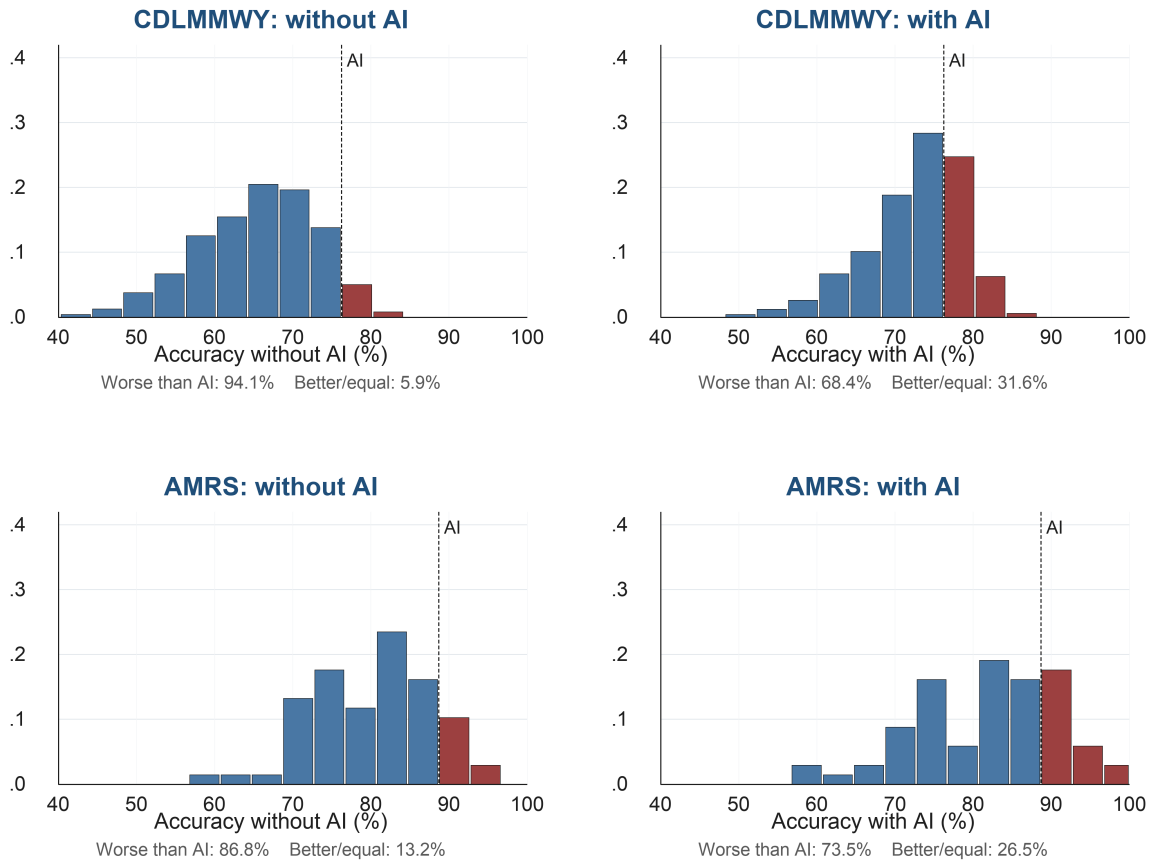 CDLMMWY: without AI
.4
.3
.2
.1
.0
AI
40 50 60 70 80 90 100
Accuracy without AI (%)
Worse than AI: 94.1% Better/equal: 5.9%
CDLMMWY: with AI
.4
.3
.2
.1
.0
AI
40 50 60 70 80 90 100
Accuracy with AI (%)
Worse than AI: 68.4% Better/equal: 31.6%
AMRS: without AI
.4
.3
.2
.1
.0
AI
40 50 60 70 80 90 100
Accuracy without AI (%)
Worse than AI: 86.8% Better/equal: 13.2%
AMRS: with AI
.4
.3
.2
.1
.0
AI
40 50 60 70 80 90 100
Accuracy with AI (%)
Worse than AI: 73.5% Better/equal: 26.5%